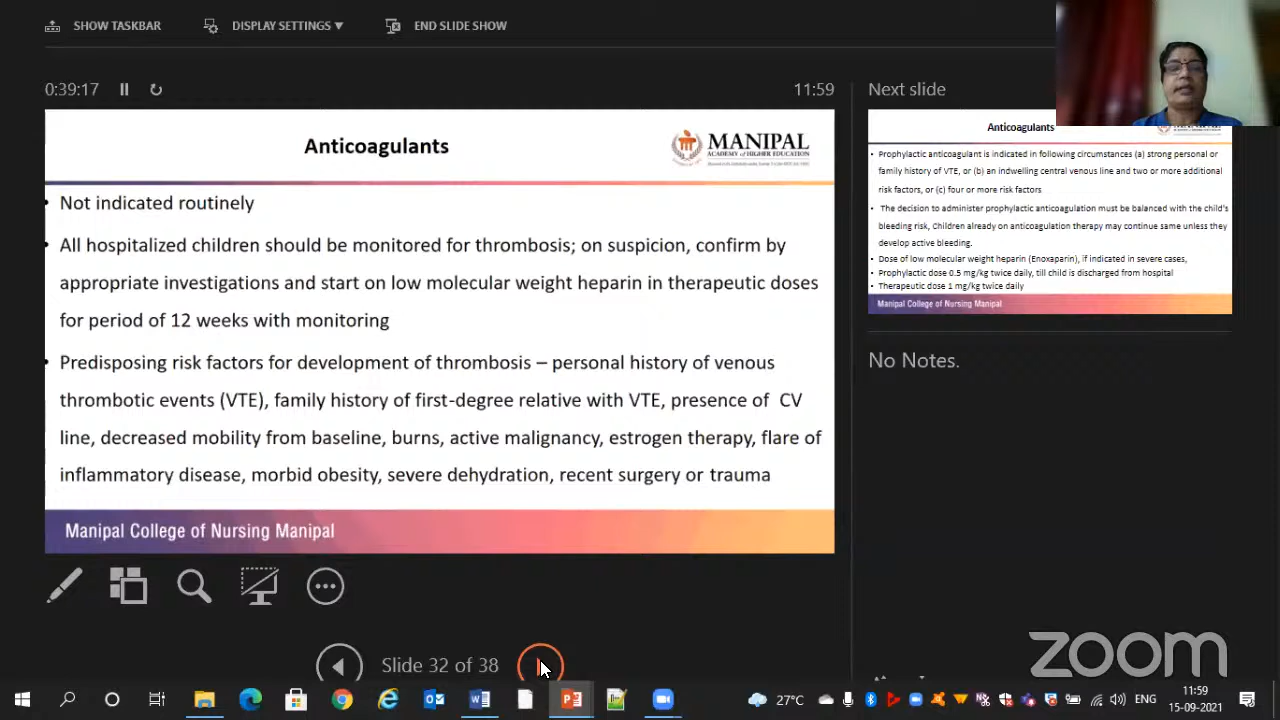 SHOW TASKBAR
DISPLAY SETTINGS
END SLIDE SHOW
0:39:17
11:59
Anticoagulants
MANIPAL
ACADEMY of HIGHER EDUCATION
• Not indicated routinely
• All hospitalized children should be monitored for thrombosis; on suspicion, confirm by
appropriate investigations and start on low molecular weight heparin in therapeutic doses
for period of 12 weeks with monitoring
• Predisposing risk factors for development of thrombosis – personal history of venous
thrombotic events (VTE), family history of first-degree relative with VTE, presence of CV
line, decreased mobility from baseline, burns, active malignancy, estrogen therapy, flare of
inflammatory disease, morbid obesity, severe dehydration, recent surgery or trauma
Manipal College of Nursing Manipal
Next slide
Anticoagulants
• Prophylactic anticoagulant is indicated in following circumstances (a) strong personal or
family history of VTE, or (b) an indwelling central venous line and two or more additional
risk factors, or (c) four or more risk factors
• The decision to administer prophylactic anticoagulation must be balanced with the child's
bleeding risk, Children already on anticoagulation therapy may continue same unless they
develop active bleeding.
• Dose of low molecular weight heparin (Enoxaparin), if indicated in severe cases,
• Prophylactic dose 0.5 mg/kg twice daily, till child is discharged from hospital
• Therapeutic dose 1 mg/kg twice daily
Manipal College of Nursing Manipal
No Notes.
Slide 32 of 38
zoom
27°C
ENG
11:59
15-09-2021